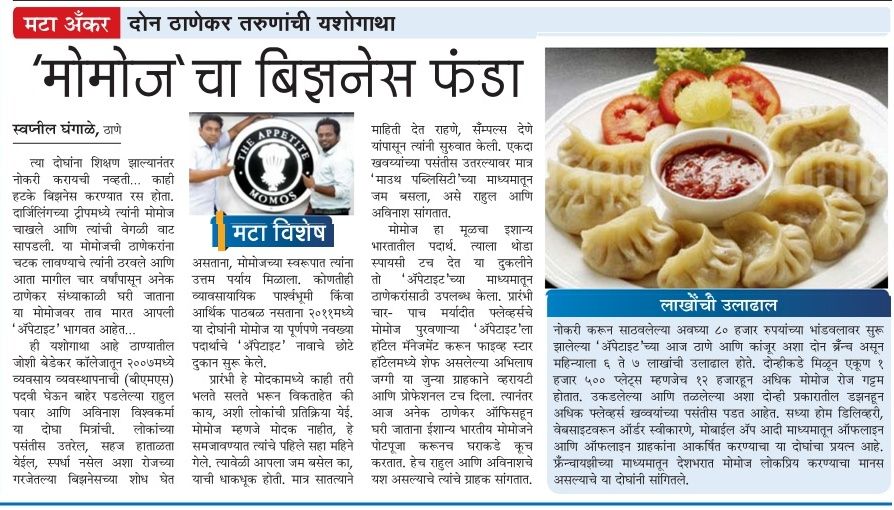 मटा अँकर
दोन ठाणेकर तरुणांची यशोगाथा
‘मोमोज‘चा बिझनेस फंडा
स्वप्नील घंगाळे, ठाणे
त्या दोघांना शिक्षण झाल्यानंतर
नोकरी करायची नव्हती... काही
हटके बिझनेस करण्यात रस होता.
दार्जिलिंगच्या ट्रीपमध्ये त्यांनी मोमोज
चाखले आणि त्यांची वेगळी वाट
सापडली. या मोमोजची ठाणेकरांना
चटक लावण्याचे त्यांनी ठरवले आणि
आता मागील चार वर्षांपासून अनेक
ठाणेकर संध्याकाळी घरी जाताना
या मोमोजवर ताव मारत आपली
‘अ‍ॅपेटाइट’ भागवत आहेत...
ही यशोगाथा आहे ठाण्यातील
जोशी बेडेकर कॉलेजातून २००७मध्ये
व्यवसाय व्यवस्थापनाची (बीएमएस)
पदवी घेऊन बाहेर पडलेल्या राहुल
पवार आणि अविनाश विश्वकर्मा
या दोघा मित्रांची. लोकांच्या
पसंतीस उतरेल, सहज हाताळता
येईल, स्पर्धा नसेल अशा रोजच्या
गरजेतल्या बिझनेसच्या शोध घेत
THE APPETITE
MOMOS
मटा विशेष
असताना, मोमोजच्या स्वरूपात त्यांना
उत्तम पर्याय मिळाला. कोणतीही
व्यावसायायिक पार्श्वभूमी किंवा
आर्थिक पाठबळ नसताना २०११मध्ये
या दोघांनी मोमोज या पूर्णपणे नवख्या
पदार्थाचे ‘अ‍ॅपेटाइट’ नावाचे छोटे
दुकान सुरू केले.
प्रारंभी हे मोदकामध्ये काही तरी
भलते सलते भरून विकताहेत की
काय, अशी लोकांची प्रतिक्रिया येई.
मोमोज म्हणजे मोदक नाहीत, हे
समजावण्यात त्यांचे पहिले सहा महिने
गेले. त्यावेळी आपला जम बसेल का,
याची धाकधूक होती. मात्र सातत्याने
माहिती देत राहणे, सॅम्पल्स देणे
यांपासून त्यांनी सुरुवात केली. एकदा
खवय्यांच्या पसंतीस उतरल्यावर मात्र
‘माउथ पब्लिसिटी’च्या माध्यमातून
जम बसला, असे राहुल आणि
अविनाश सांगतात.
मोमोज हा मूळचा इशान्य
भारतातील पदार्थ. त्याला थोडा
स्पायसी टच देत या दुकलीने
तो ‘अ‍ॅपेटाइट’च्या माध्यमातून
ठाणेकरांसाठी उपलब्ध केला. प्रारंभी
चार- पाच मर्यादीत फ्लेव्हर्सचे
मोमोज पुरवणाऱ्या ‘अ‍ॅपेटाइट’ला
हॉटेल मॅनेजमेंट करून फाइव्ह स्टार
हॉटेलमध्ये शेफ असलेल्या अभिलाष
जग्गी या जुन्या ग्राहकाने व्हरायटी
आणि प्रोफेशनल टच दिला. त्यानंतर
आज अनेक ठाणेकर ऑफिसहून
घरी जाताना ईशान्य भारतीय मोमोजने
पोटपूजा करूनच घराकडे कूच
करतात. हेच राहुल आणि अविनाशचे
यश असल्याचे त्यांचे ग्राहक सांगतात.
लाखोंची उलाढाल
नोकरी करून साठवलेल्या अवघ्या ८० हजार रुपयांच्या भांडवलावर सुरू
झालेल्या ‘अ‍ॅपेटाइट’च्या आज ठाणे आणि कांजूर अशा दोन ब्रँन्च असून
महिन्याला ६ ते ७ लाखांची उलाढाल होते. दोन्हीकडे मिळून एकूण १
हजार ५०० प्लेट्स म्हणजेच १२ हजारहून अधिक मोमोज रोज गट्टम
होतात. उकडलेल्या आणि तळलेल्या अशा दोन्ही प्रकारातील डझनहून
अधिक फ्लेव्हर्स खव्वय्यांच्या पसंतीस पडत आहेत. सध्या होम डिलिव्हरी,
वेबसाइटवरून ऑर्डर स्वीकारणे, मोबाईल अ‍ॅप आदी माध्यमातून ऑफलाइन
आणि ऑफलाइन ग्राहकांना आकर्षित करण्याचा या दोघांचा प्रयत्न आहे.
फ्रॅन्चायझीच्या माध्यमातून देशभरात मोमोज लोकप्रिय करण्याचा मानस
असल्याचे या दोघांनी सांगितले.